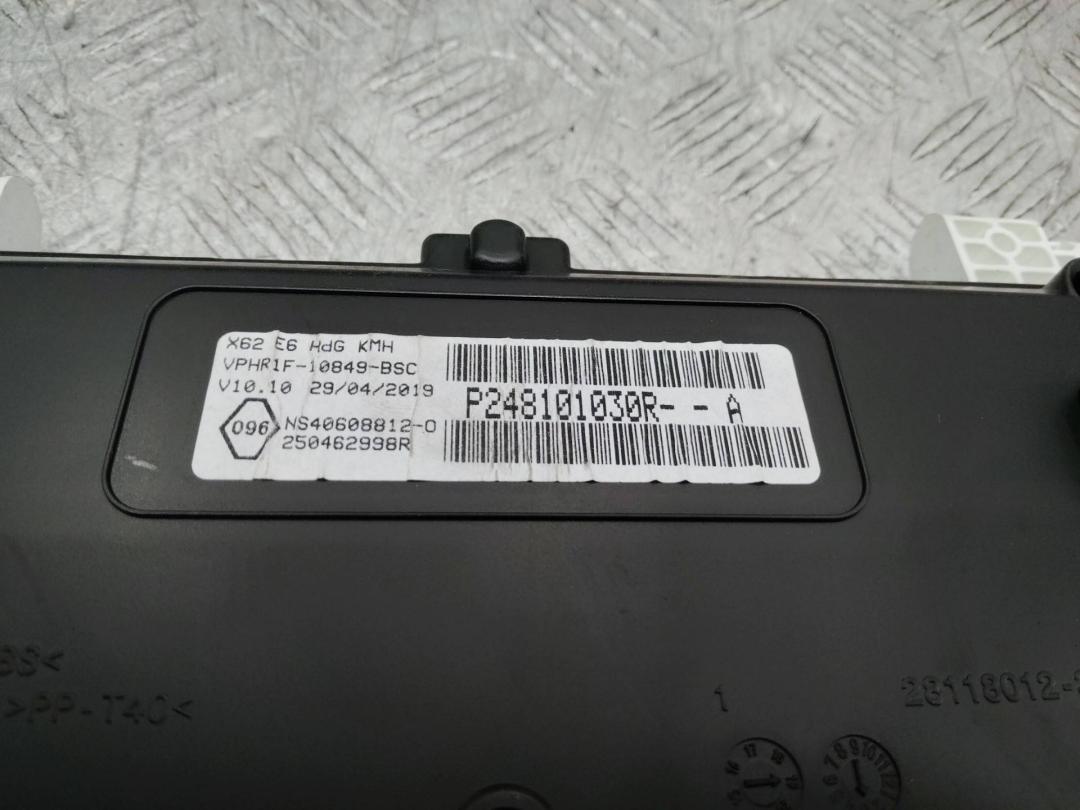 X62 E6 HdG KMH
VPHR1F-10849-BSC
V10.10 29/04/2019
096
NS40608812-0
250462998R
P248101030R- - A
>PP-T40<
1
28118012-